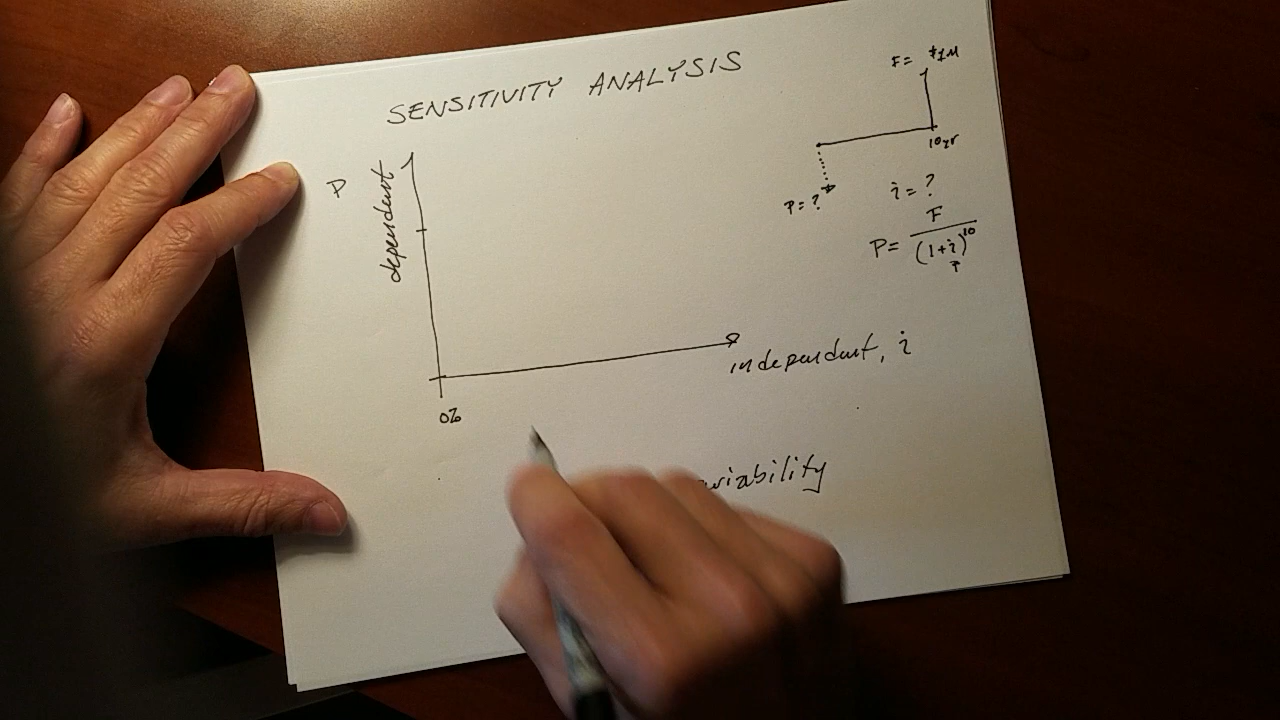 SENSITIVITY ANALYSIS
F = $1M
10yr
P = ?
i = ?
P = F / (1+i)^10
P
dependent
independent, i
0%